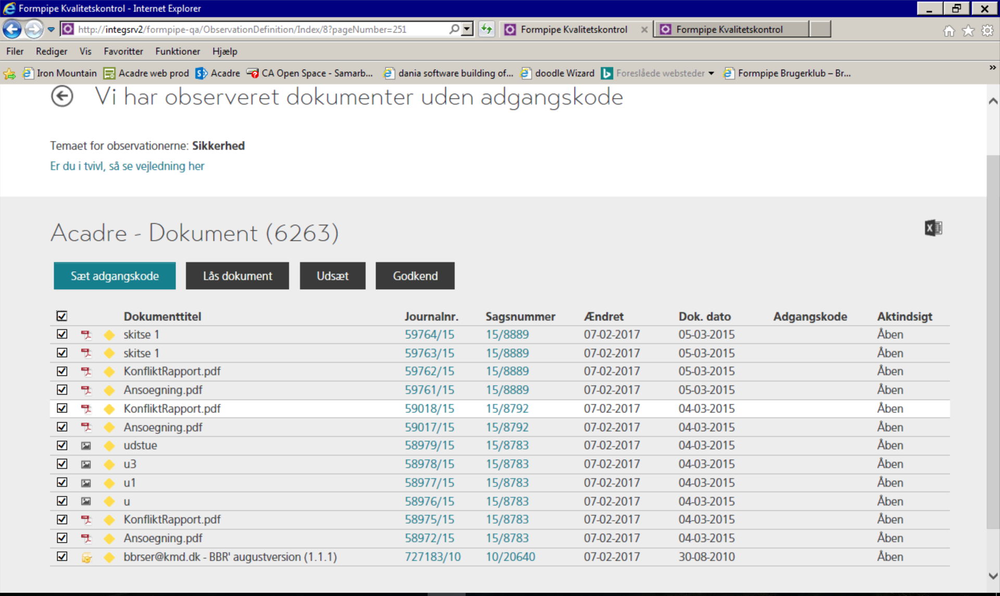 Formpipe Kvalitetskontrol - Internet Explorer
http://integsrv2/formpipe-qa/ObservationDefinition/Index/8?pageNumber=251
Formpipe Kvalitetskontrol
Formpipe Kvalitetskontrol
Filer Rediger Vis Favoritter Funktioner Hjælp
Iron Mountain Acadre web prod Acadre CA Open Space - Samarb... dania software building of... doodle Wizard Foreslåede websteder Formpipe Brugerklub – Br... »
Vi har observeret dokumenter uden adgangskode
Temaet for observationerne: Sikkerhed
Er du i tvivl, så se vejledning her
Acadre - Dokument (6263)
Sæt adgangskode Lås dokument Udsæt Godkend
Dokumenttitel Journalnr. Sagsnummer Ændret Dok. dato Adgangskode Aktindsigt
skitse 1 59764/15 15/8889 07-02-2017 05-03-2015 Åben
skitse 1 59763/15 15/8889 07-02-2017 05-03-2015 Åben
KonfliktRapport.pdf 59762/15 15/8889 07-02-2017 05-03-2015 Åben
Ansoegning.pdf 59761/15 15/8889 07-02-2017 05-03-2015 Åben
KonfliktRapport.pdf 59018/15 15/8792 07-02-2017 04-03-2015 Åben
Ansoegning.pdf 59017/15 15/8792 07-02-2017 04-03-2015 Åben
udstue 58979/15 15/8783 07-02-2017 04-03-2015 Åben
u3 58978/15 15/8783 07-02-2017 04-03-2015 Åben
u1 58977/15 15/8783 07-02-2017 04-03-2015 Åben
u 58976/15 15/8783 07-02-2017 04-03-2015 Åben
KonfliktRapport.pdf 58975/15 15/8783 07-02-2017 04-03-2015 Åben
Ansoegning.pdf 58972/15 15/8783 07-02-2017 04-03-2015 Åben
bbrser@kmd.dk - BBR' augustversion (1.1.1) 727183/10 10/20640 07-02-2017 30-08-2010 Åben